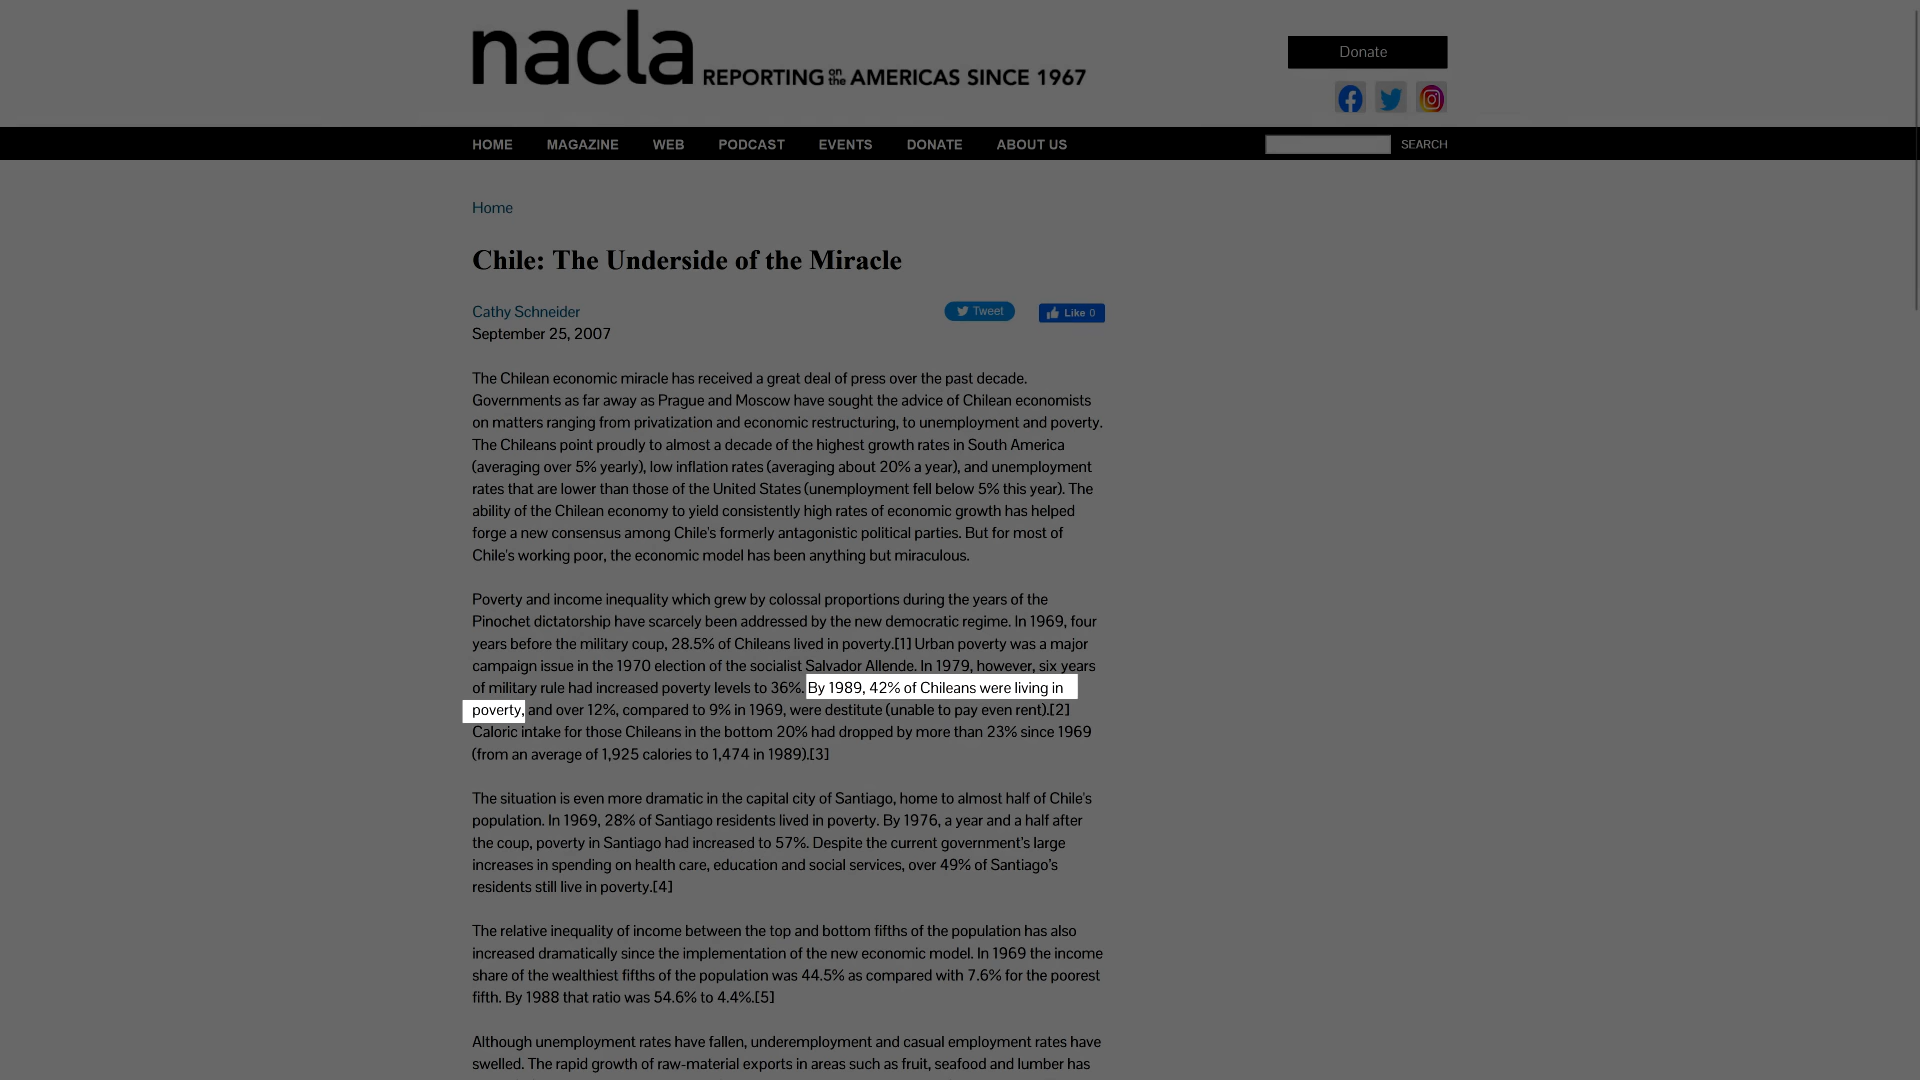 nacla REPORTING on the AMERICAS SINCE 1967
Donate
HOME MAGAZINE WEB PODCAST EVENTS DONATE ABOUT US SEARCH
Home
Chile: The Underside of the Miracle
Cathy Schneider
Tweet
Like 0
September 25, 2007
The Chilean economic miracle has received a great deal of press over the past decade.
Governments as far away as Prague and Moscow have sought the advice of Chilean economists
on matters ranging from privatization and economic restructuring, to unemployment and poverty.
The Chileans point proudly to almost a decade of the highest growth rates in South America
(averaging over 5% yearly), low inflation rates (averaging about 20% a year), and unemployment
rates that are lower than those of the United States (unemployment fell below 5% this year). The
ability of the Chilean economy to yield consistently high rates of economic growth has helped
forge a new consensus among Chile's formerly antagonistic political parties. But for most of
Chile's working poor, the economic model has been anything but miraculous.
Poverty and income inequality which grew by colossal proportions during the years of the
Pinochet dictatorship have scarcely been addressed by the new democratic regime. In 1969, four
years before the military coup, 28.5% of Chileans lived in poverty.[1] Urban poverty was a major
campaign issue in the 1970 election of the socialist Salvador Allende. In 1979, however, six years
of military rule had increased poverty levels to 36%. By 1989, 42% of Chileans were living in
poverty, and over 12%, compared to 9% in 1969, were destitute (unable to pay even rent).[2]
Caloric intake for those Chileans in the bottom 20% had dropped by more than 23% since 1969
(from an average of 1,925 calories to 1,474 in 1989).[3]
The situation is even more dramatic in the capital city of Santiago, home to almost half of Chile's
population. In 1969, 28% of Santiago residents lived in poverty. By 1976, a year and a half after
the coup, poverty in Santiago had increased to 57%. Despite the current government's large
increases in spending on health care, education and social services, over 49% of Santiago's
residents still live in poverty.[4]
The relative inequality of income between the top and bottom fifths of the population has also
increased dramatically since the implementation of the new economic model. In 1969 the income
share of the wealthiest fifths of the population was 44.5% as compared with 7.6% for the poorest
fifth. By 1988 that ratio was 54.6% to 4.4%.[5]
Although unemployment rates have fallen, underemployment and casual employment rates have
swelled. The rapid growth of raw-material exports in areas such as fruit, seafood and lumber has